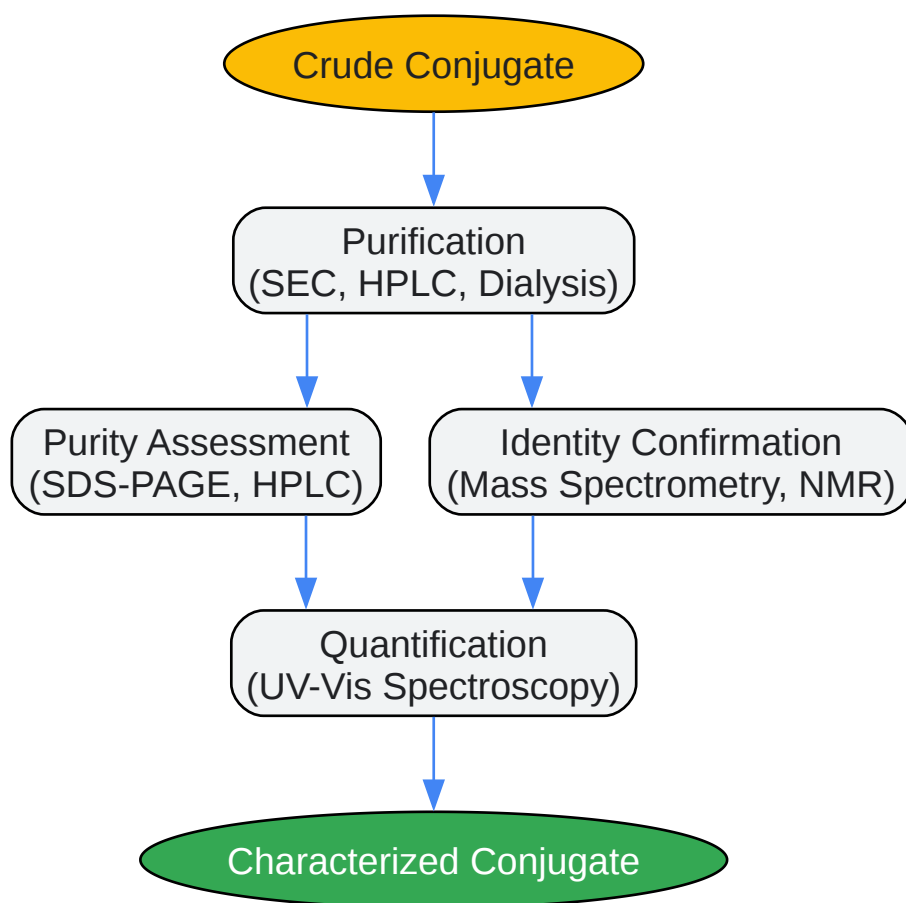 Crude Conjugate
Purification
(SEC, HPLC, Dialysis)
Purity Assessment
(SDS-PAGE, HPLC)
Identity Confirmation
(Mass Spectrometry, NMR)
Quantification
(UV-Vis Spectroscopy)
Characterized Conjugate